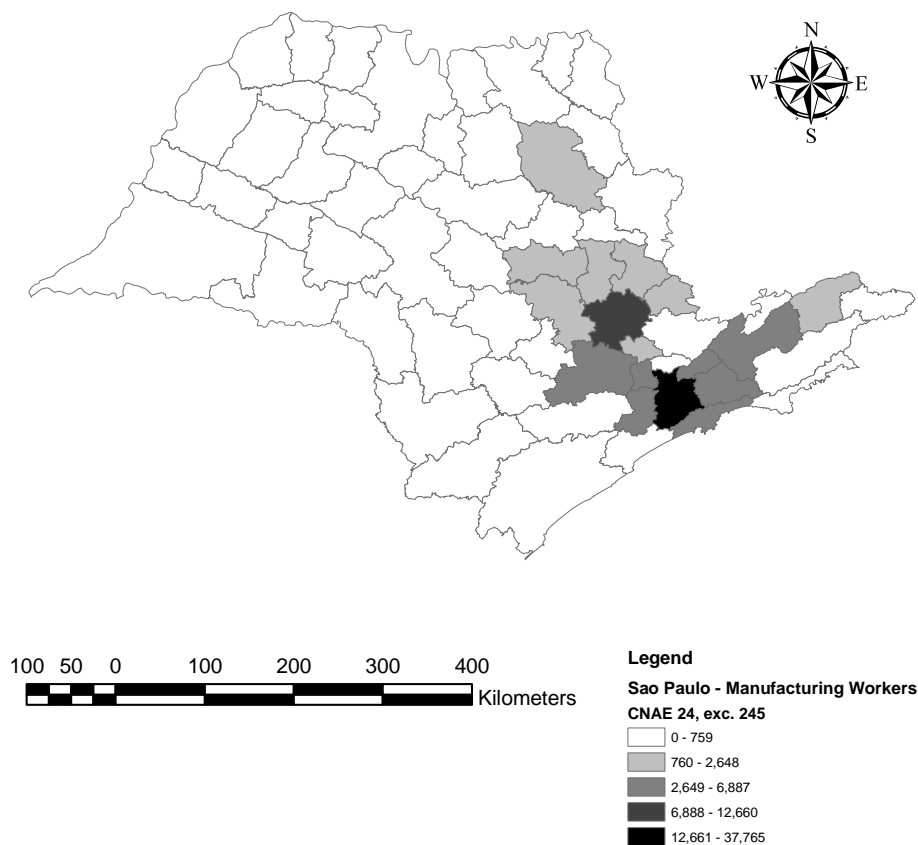 N
W E
S
100 50 0 100 200 300 400
Kilometers
Legend
Sao Paulo - Manufacturing Workers
CNAE 24, exc. 245
0 - 759
760 - 2,648
2,649 - 6,887
6,888 - 12,660
12,661 - 37,765